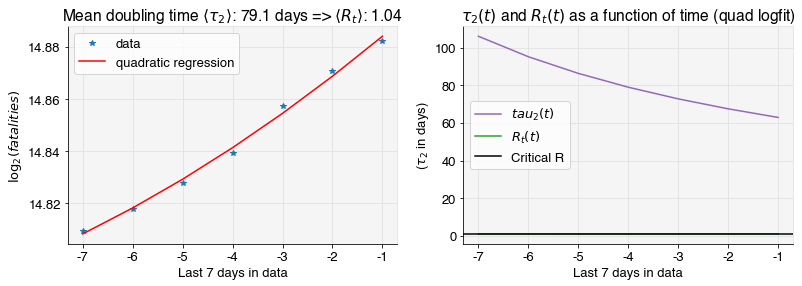 Mean doubling time ⟨τ₂⟩: 79.1 days => ⟨Rₜ⟩: 1.04
log₂(fatalities)
14.88
14.86
14.84
14.82
data
quadratic regression
-7 -6 -5 -4 -3 -2 -1
Last 7 days in data
τ₂(t) and Rₜ(t) as a function of time (quad logfit)
(τ₂ in days)
100
80
60
40
20
0
tau₂(t)
Rₜ(t)
Critical R
-7 -6 -5 -4 -3 -2 -1
Last 7 days in data